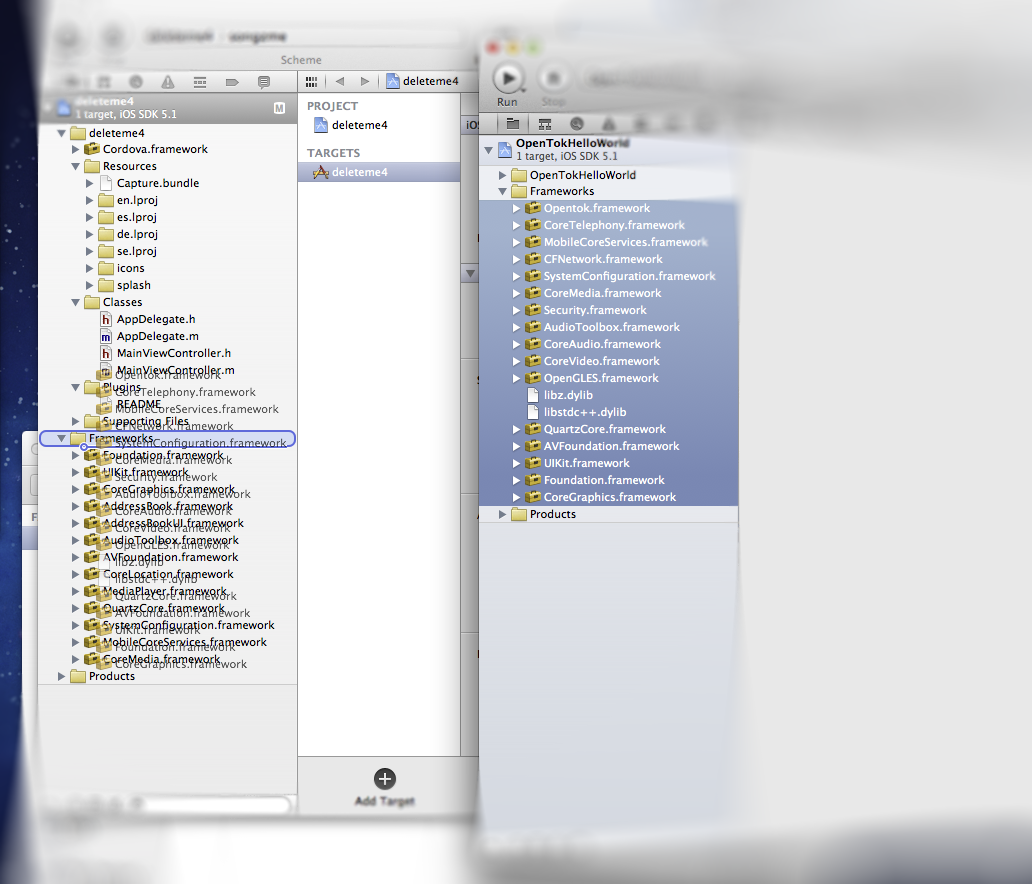 Scheme
deleteme4
1 target, iOS SDK 5.1
M
deleteme4
Cordova.framework
Resources
Capture.bundle
en.lproj
es.lproj
de.lproj
se.lproj
icons
splash
Classes
AppDelegate.h
AppDelegate.m
MainViewController.h
MainViewController.m
Opentok.framework
Plugins
CoreTelephony.framework
README
MobileCoreServices.framework
Supporting Files
CFNetwork.framework
Frameworks
SystemConfiguration.framework
Foundation.framework
CoreMedia.framework
UIKit.framework
Security.framework
CoreGraphics.framework
AudioToolbox.framework
AddressBook.framework
CoreAudio.framework
AddressBookUI.framework
CoreVideo.framework
AudioToolbox.framework
OpenGLES.framework
AVFoundation.framework
libz.dylib
CoreLocation.framework
libstdc++.dylib
MediaPlayer.framework
QuartzCore.framework
QuartzCore.framework
AVFoundation.framework
SystemConfiguration.framework
UIKit.framework
MobileCoreServices.framework
Foundation.framework
CoreMedia.framework
CoreGraphics.framework
Products
deleteme4
PROJECT
deleteme4
TARGETS
deleteme4
Add Target
iOS
Run
Stop
OpenTokHelloWorld
1 target, iOS SDK 5.1
OpenTokHelloWorld
Frameworks
Opentok.framework
CoreTelephony.framework
MobileCoreServices.framework
CFNetwork.framework
SystemConfiguration.framework
CoreMedia.framework
Security.framework
AudioToolbox.framework
CoreAudio.framework
CoreVideo.framework
OpenGLES.framework
libz.dylib
libstdc++.dylib
QuartzCore.framework
AVFoundation.framework
UIKit.framework
Foundation.framework
CoreGraphics.framework
Products